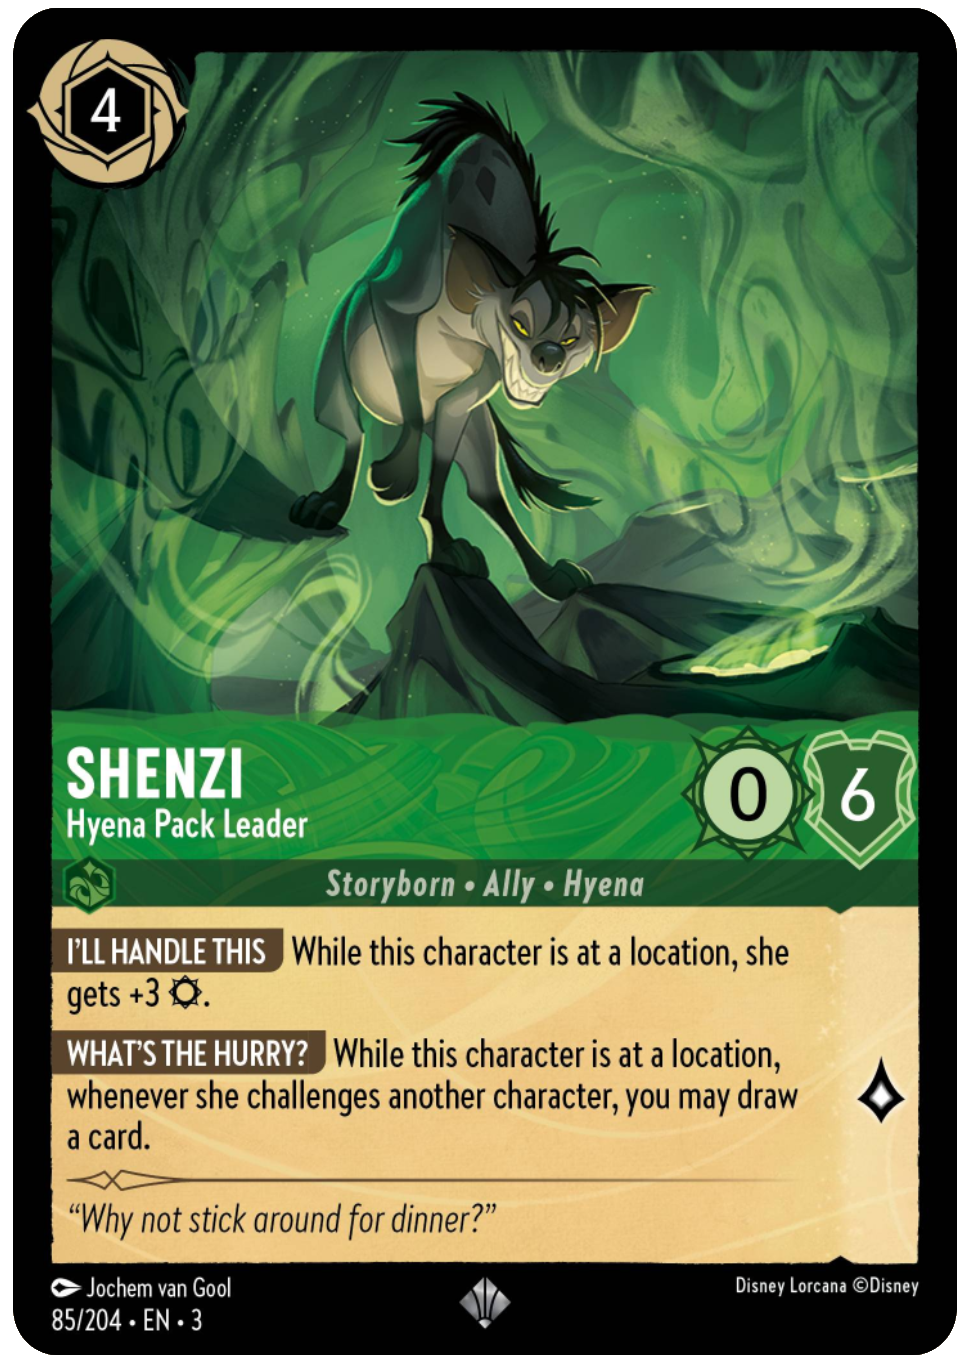 4
SHENZI
Hyena Pack Leader
0
6
Storyborn • Ally • Hyena
I'LL HANDLE THIS While this character is at a location, she
gets +3 .
WHAT'S THE HURRY? While this character is at a location,
whenever she challenges another character, you may draw
a card.
“Why not stick around for dinner?”
Jochem van Gool
Disney Lorcana ©Disney
85/204 • EN • 3